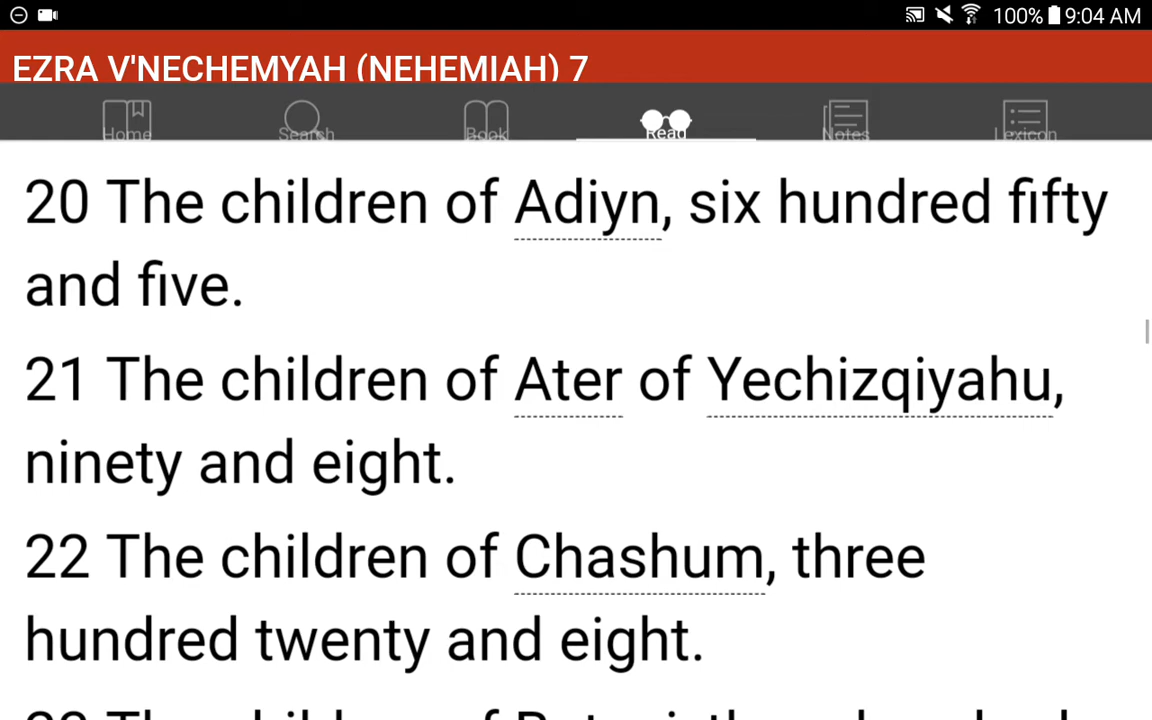 100% 9:04 AM
EZRA V'NECHEMYAH (NEHEMIAH) 7
Home Search Book Read Notes Lexicon
20 The children of Adiyn, six hundred fifty
and five.
21 The children of Ater of Yechizqiyahu,
ninety and eight.
22 The children of Chashum, three
hundred twenty and eight.